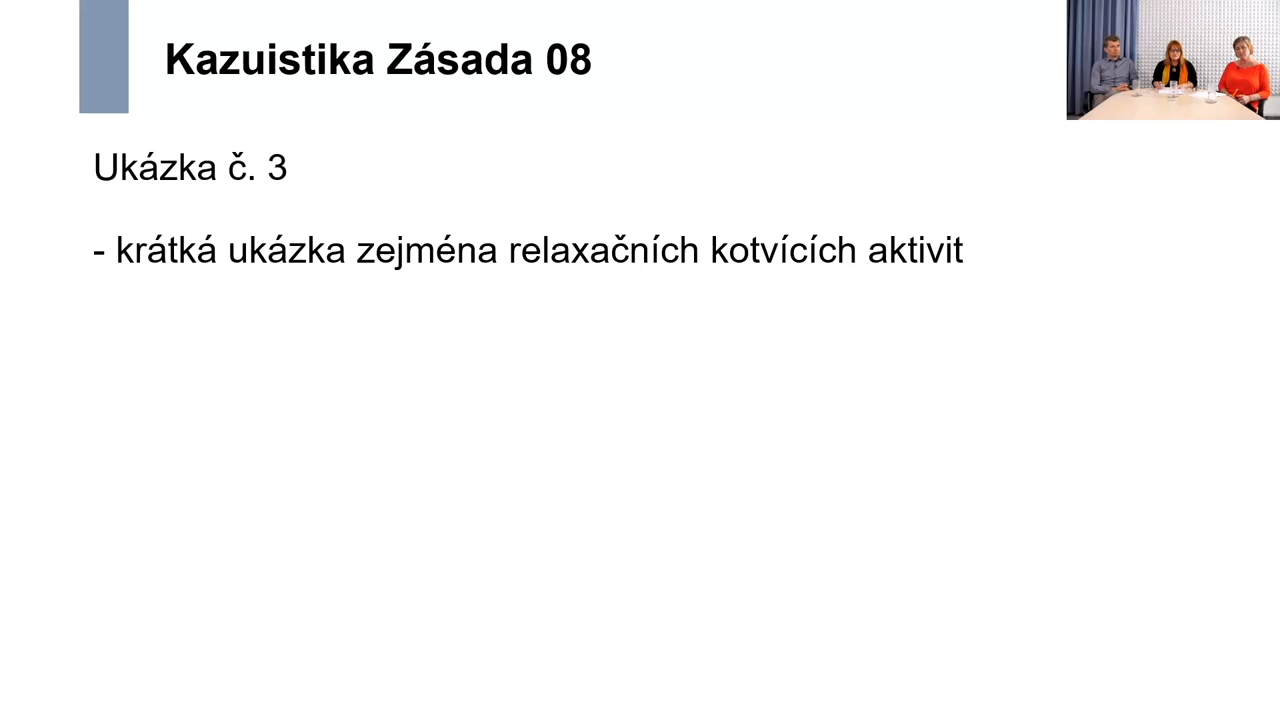 Kazuistika Zásada 08
Ukázka č. 3
- krátká ukázka zejména relaxačních kotvících aktivit